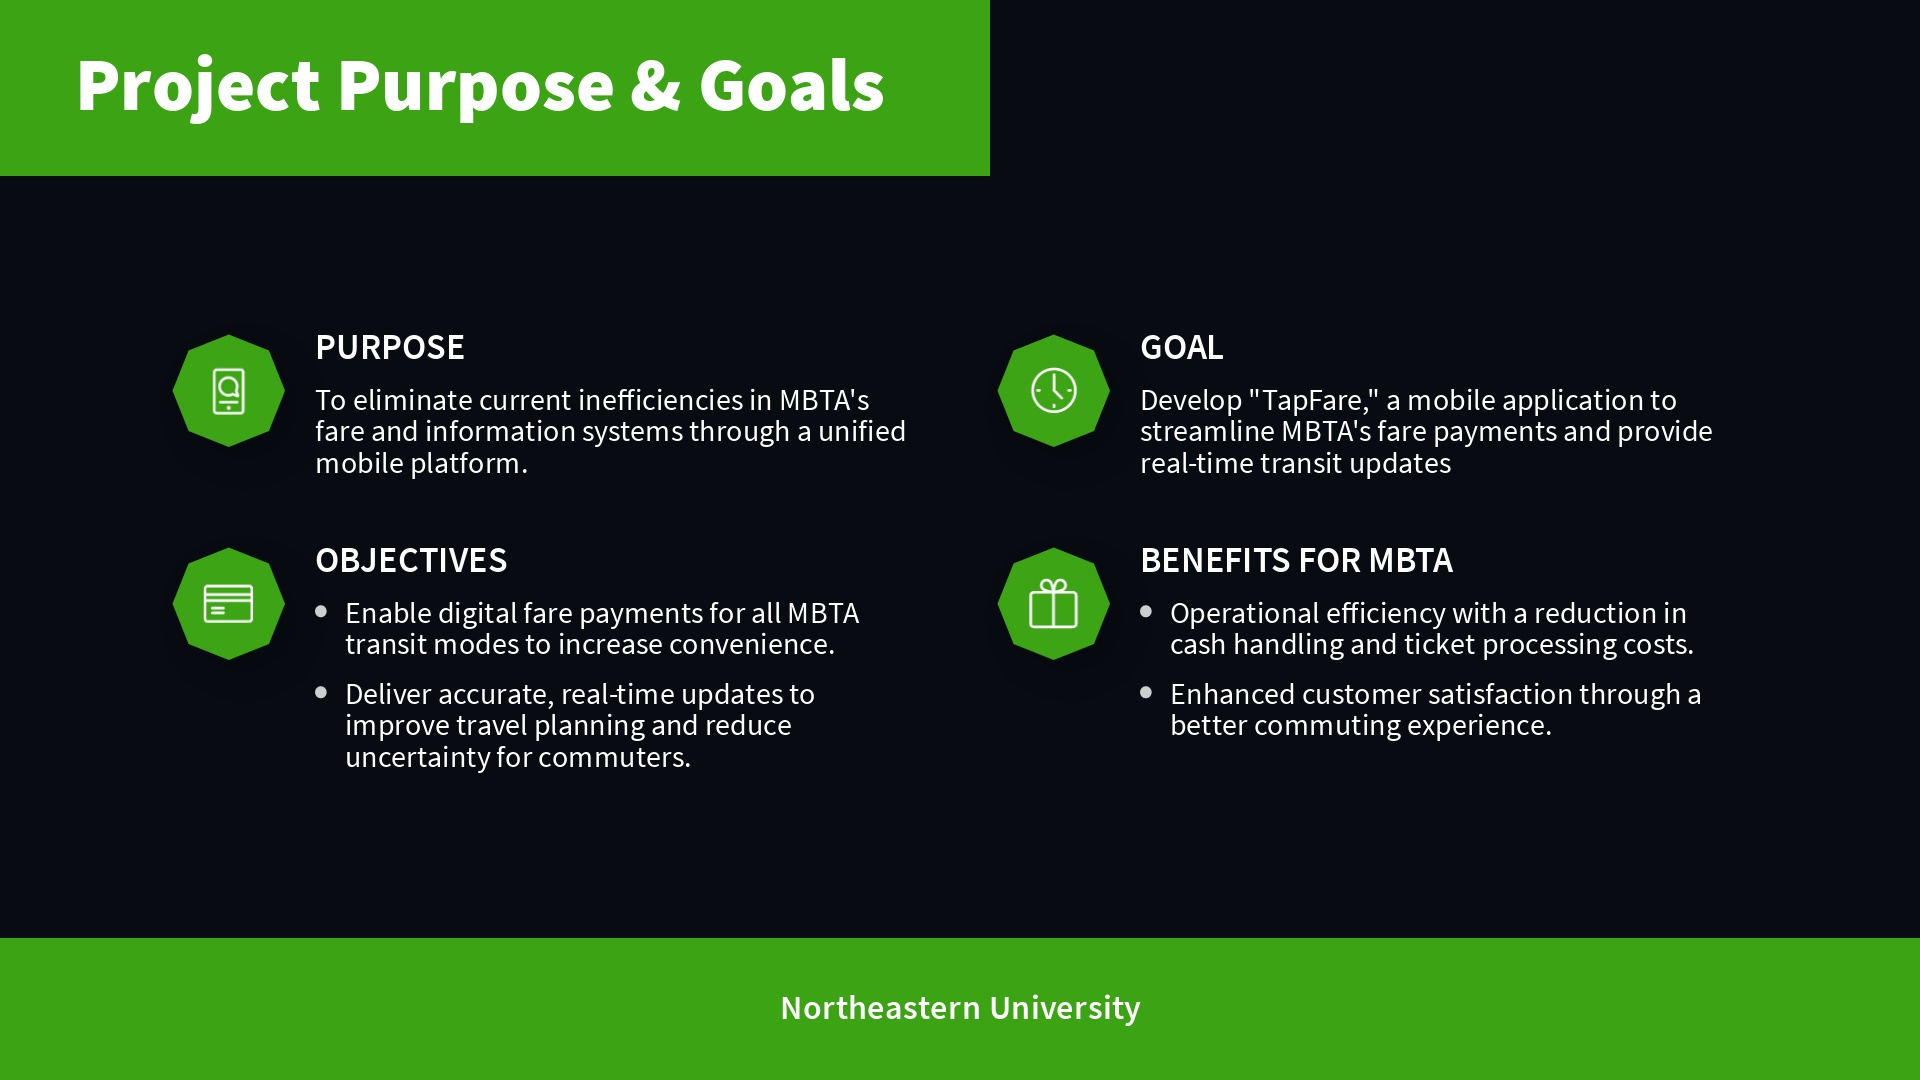 Project Purpose & Goals
PURPOSE
To eliminate current inefficiencies in MBTA's
fare and information systems through a unified
mobile platform.
GOAL
Develop "TapFare," a mobile application to
streamline MBTA's fare payments and provide
real-time transit updates
OBJECTIVES
Enable digital fare payments for all MBTA
transit modes to increase convenience.
Deliver accurate, real-time updates to
improve travel planning and reduce
uncertainty for commuters.
BENEFITS FOR MBTA
Operational efficiency with a reduction in
cash handling and ticket processing costs.
Enhanced customer satisfaction through a
better commuting experience.
Northeastern University